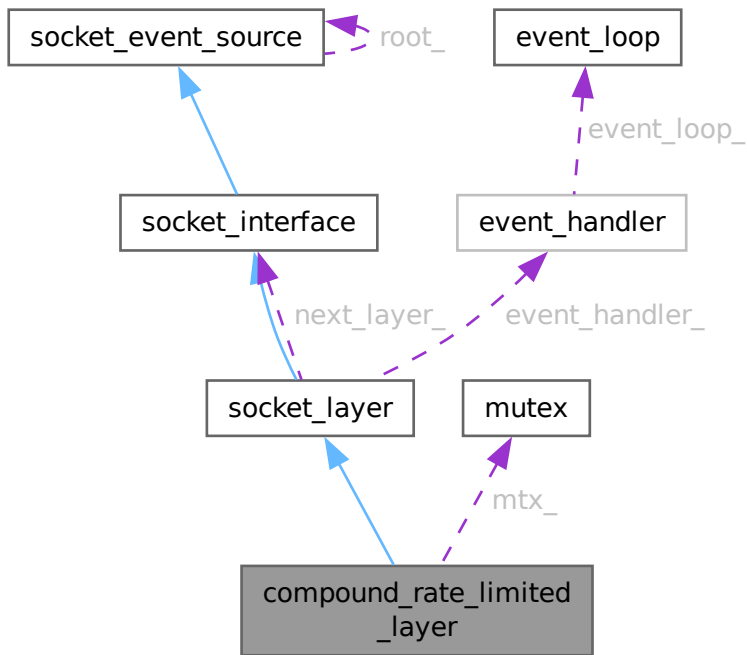 socket_event_source
root_
event_loop
event_loop_
socket_interface
event_handler
next_layer_
event_handler_
socket_layer
mutex
mtx_
compound_rate_limited
_layer